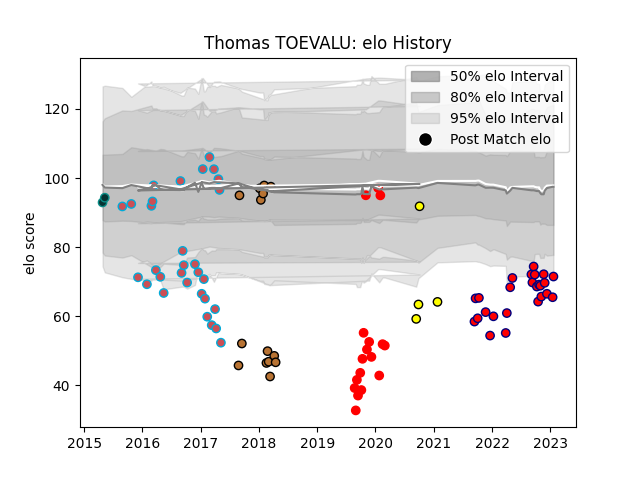 Thomas TOEVALU: elo History
50% elo Interval
80% elo Interval
95% elo Interval
Post Match elo
elo score
120
100
80
60
40
2015 2016 2017 2018 2019 2020 2021 2022 2023